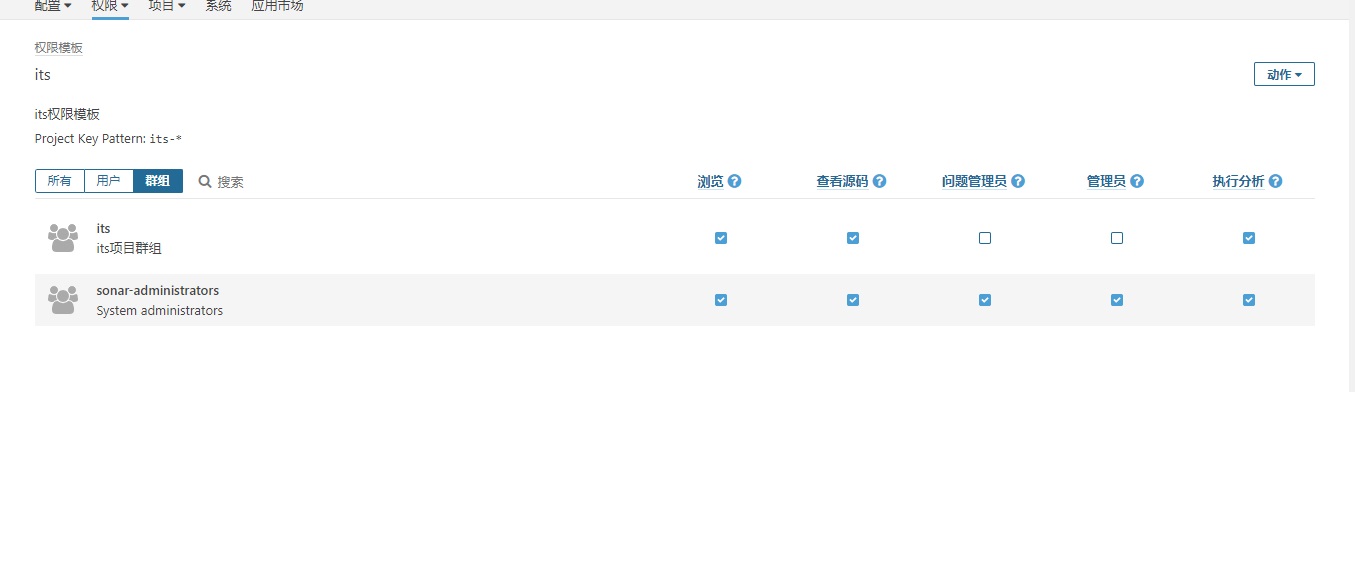 配置 权限 项目 系统 应用市场
权限模板
its
动作
its权限模板
Project Key Pattern: its-*
所有 用户 群组 搜索 浏览 ? 查看源码 ? 问题管理员 ? 管理员 ? 执行分析 ?
its
its项目群组
sonar-administrators
System administrators